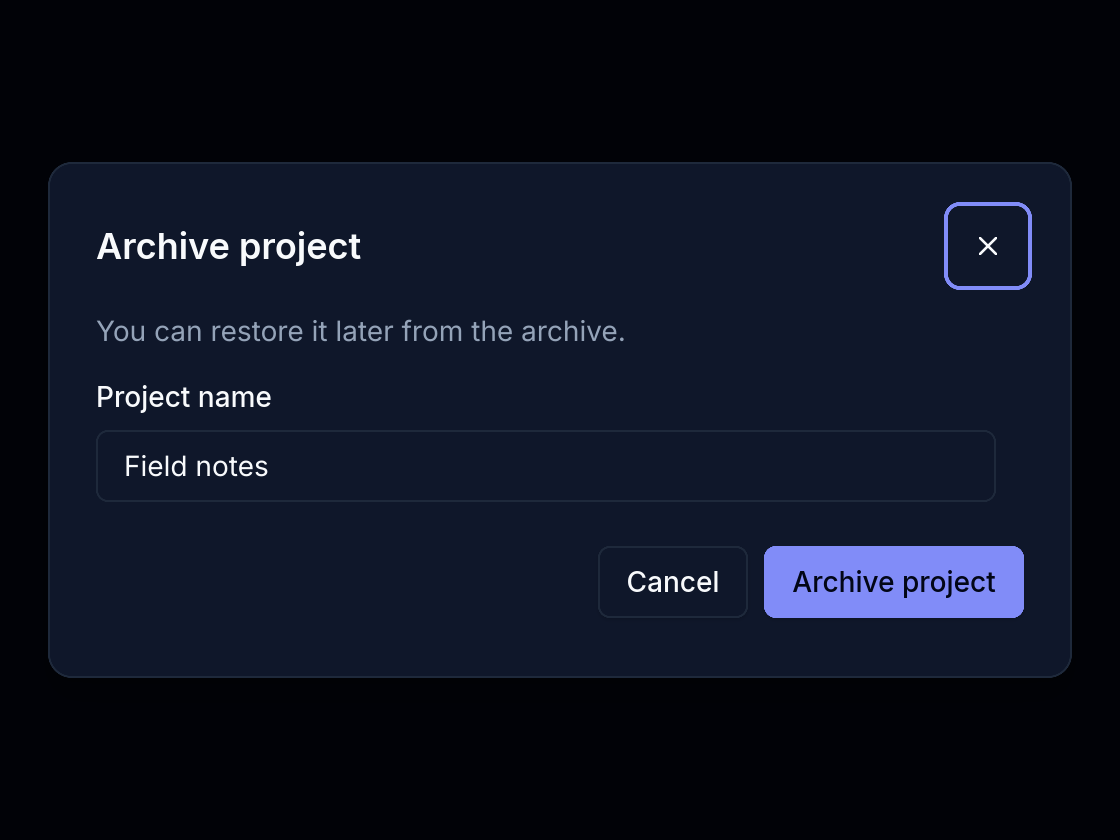 Archive project
You can restore it later from the archive.
Project name
Field notes
Cancel
Archive project